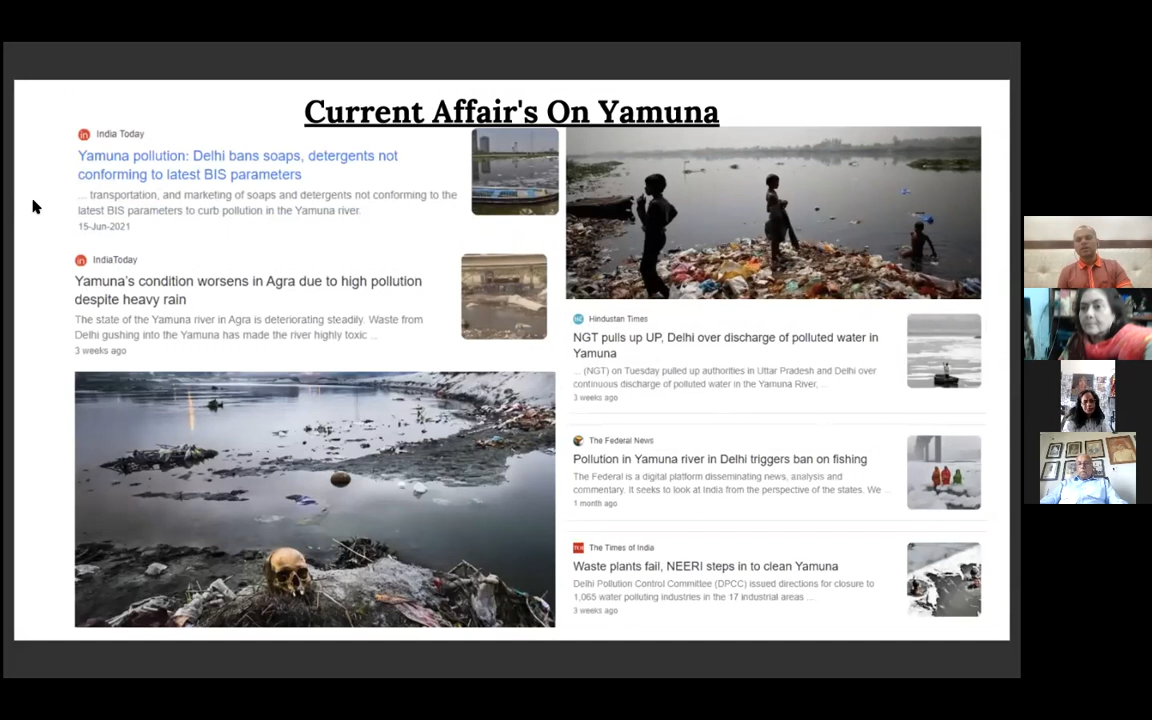 Current Affair's On Yamuna
India Today
Yamuna pollution: Delhi bans soaps, detergents not
conforming to latest BIS parameters
... transportation, and marketing of soaps and detergents not conforming to the
latest BIS parameters to curb pollution in the Yamuna river.
15-Jun-2021
IndiaToday
Yamuna's condition worsens in Agra due to high pollution
despite heavy rain
The state of the Yamuna river in Agra is deteriorating steadily. Waste from
Delhi gushing into the Yamuna has made the river highly toxic ...
3 weeks ago
Hindustan Times
NGT pulls up UP, Delhi over discharge of polluted water in
Yamuna
... (NGT) on Tuesday pulled up authorities in Uttar Pradesh and Delhi over
continuous discharge of polluted water in the Yamuna River, ...
3 weeks ago
The Federal News
Pollution in Yamuna river in Delhi triggers ban on fishing
The Federal is a digital platform disseminating news, analysis and
commentary. It seeks to look at India from the perspective of the states. We ...
1 month ago
The Times of India
Waste plants fail, NEERI steps in to clean Yamuna
Delhi Pollution Control Committee (DPCC) issued directions for closure to
1,065 water polluting industries in the 17 industrial areas ...
3 weeks ago